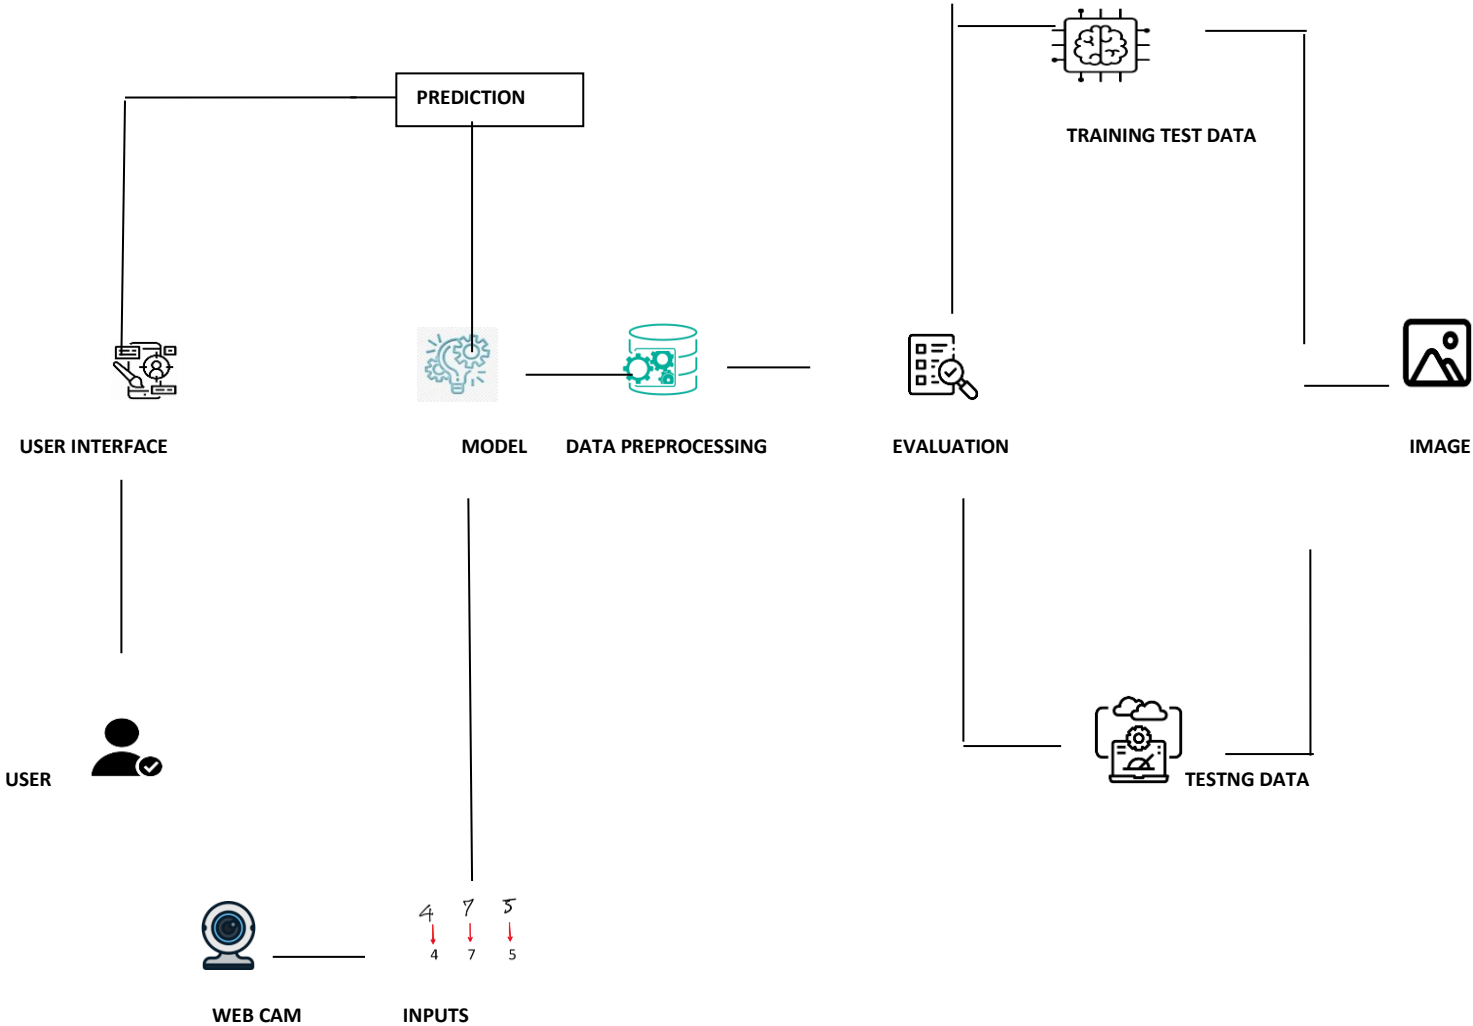 PREDICTION
TRAINING TEST DATA
USER INTERFACE
MODEL
DATA PREPROCESSING
EVALUATION
IMAGE
USER
TESTNG DATA
4 7 5
4 7 5
WEB CAM
INPUTS